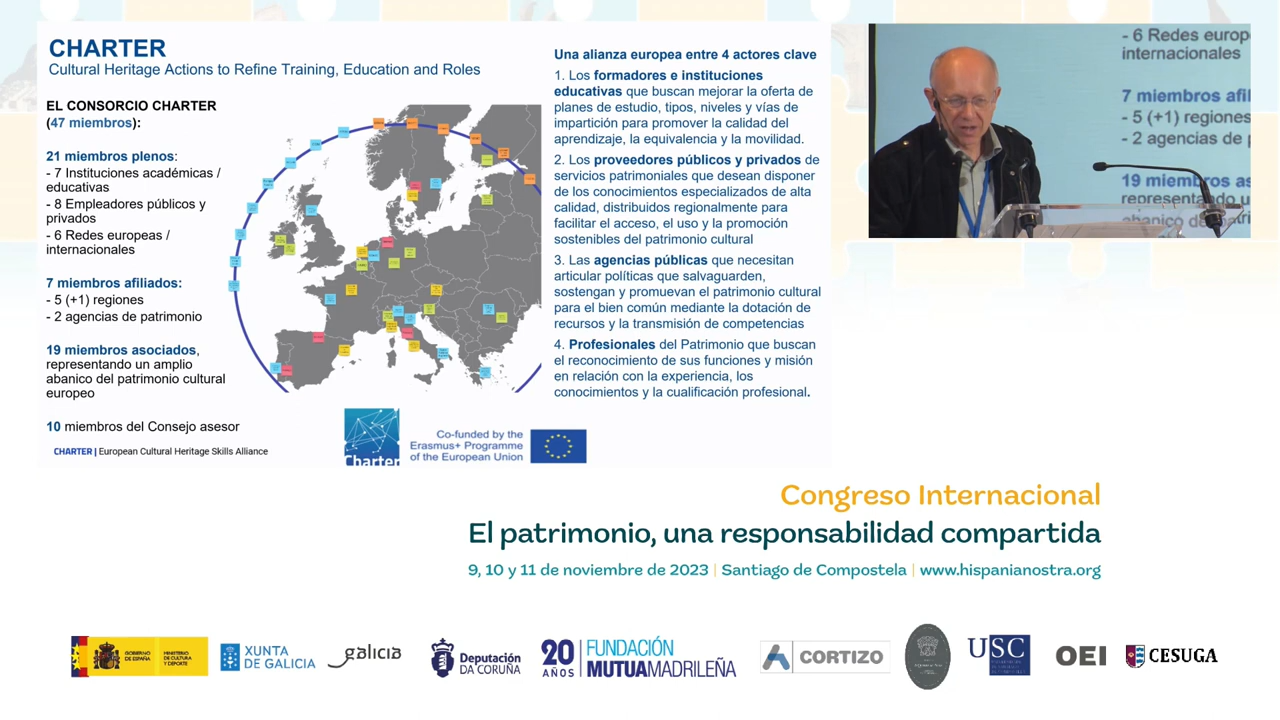 CHARTER
Cultural Heritage Actions to Refine Training, Education and Roles
EL CONSORCIO CHARTER
(47 miembros):
21 miembros plenos:
- 7 Instituciones académicas /
educativas
- 8 Empleadores públicos y
privados
- 6 Redes europeas /
internacionales
7 miembros afiliados:
- 5 (+1) regiones
- 2 agencias de patrimonio
19 miembros asociados,
representando un amplio
abanico del patrimonio cultural
europeo
10 miembros del Consejo asesor
CHARTER | European Cultural Heritage Skills Alliance
Charter
Co-funded by the
Erasmus+ Programme
of the European Union
Una alianza europea entre 4 actores clave
1. Los formadores e instituciones
educativas que buscan mejorar la oferta de
planes de estudio, tipos, niveles y vías de
impartición para promover la calidad del
aprendizaje, la equivalencia y la movilidad.
2. Los proveedores públicos y privados de
servicios patrimoniales que desean disponer
de los conocimientos especializados de alta
calidad, distribuidos regionalmente para
facilitar el acceso, el uso y la promoción
sostenibles del patrimonio cultural
3. Las agencias públicas que necesitan
articular políticas que salvaguarden,
sostengan y promuevan el patrimonio cultural
para el bien común mediante la dotación de
recursos y la transmisión de competencias
4. Profesionales del Patrimonio que buscan
el reconocimiento de sus funciones y misión
en relación con la experiencia, los
conocimientos y la cualificación profesional.
- 6 Redes europ
internacionales
7 miembros afil
- 5 (+1) regiones
- 2 agencias de p
19 miembros as
representando u
abanico de
Congreso Internacional
El patrimonio, una responsabilidad compartida
9, 10 y 11 de noviembre de 2023 | Santiago de Compostela | www.hispanianostra.org
GOBIERNO
DE ESPAÑA
MINISTERIO
DE CULTURA
Y DEPORTE
XUNTA
DE GALICIA
galicia
Deputación
DA CORUÑA
20
AÑOS
FUNDACIÓN
MUTUAMADRILEÑA
CORTIZO
USC
OEI
CESUGA